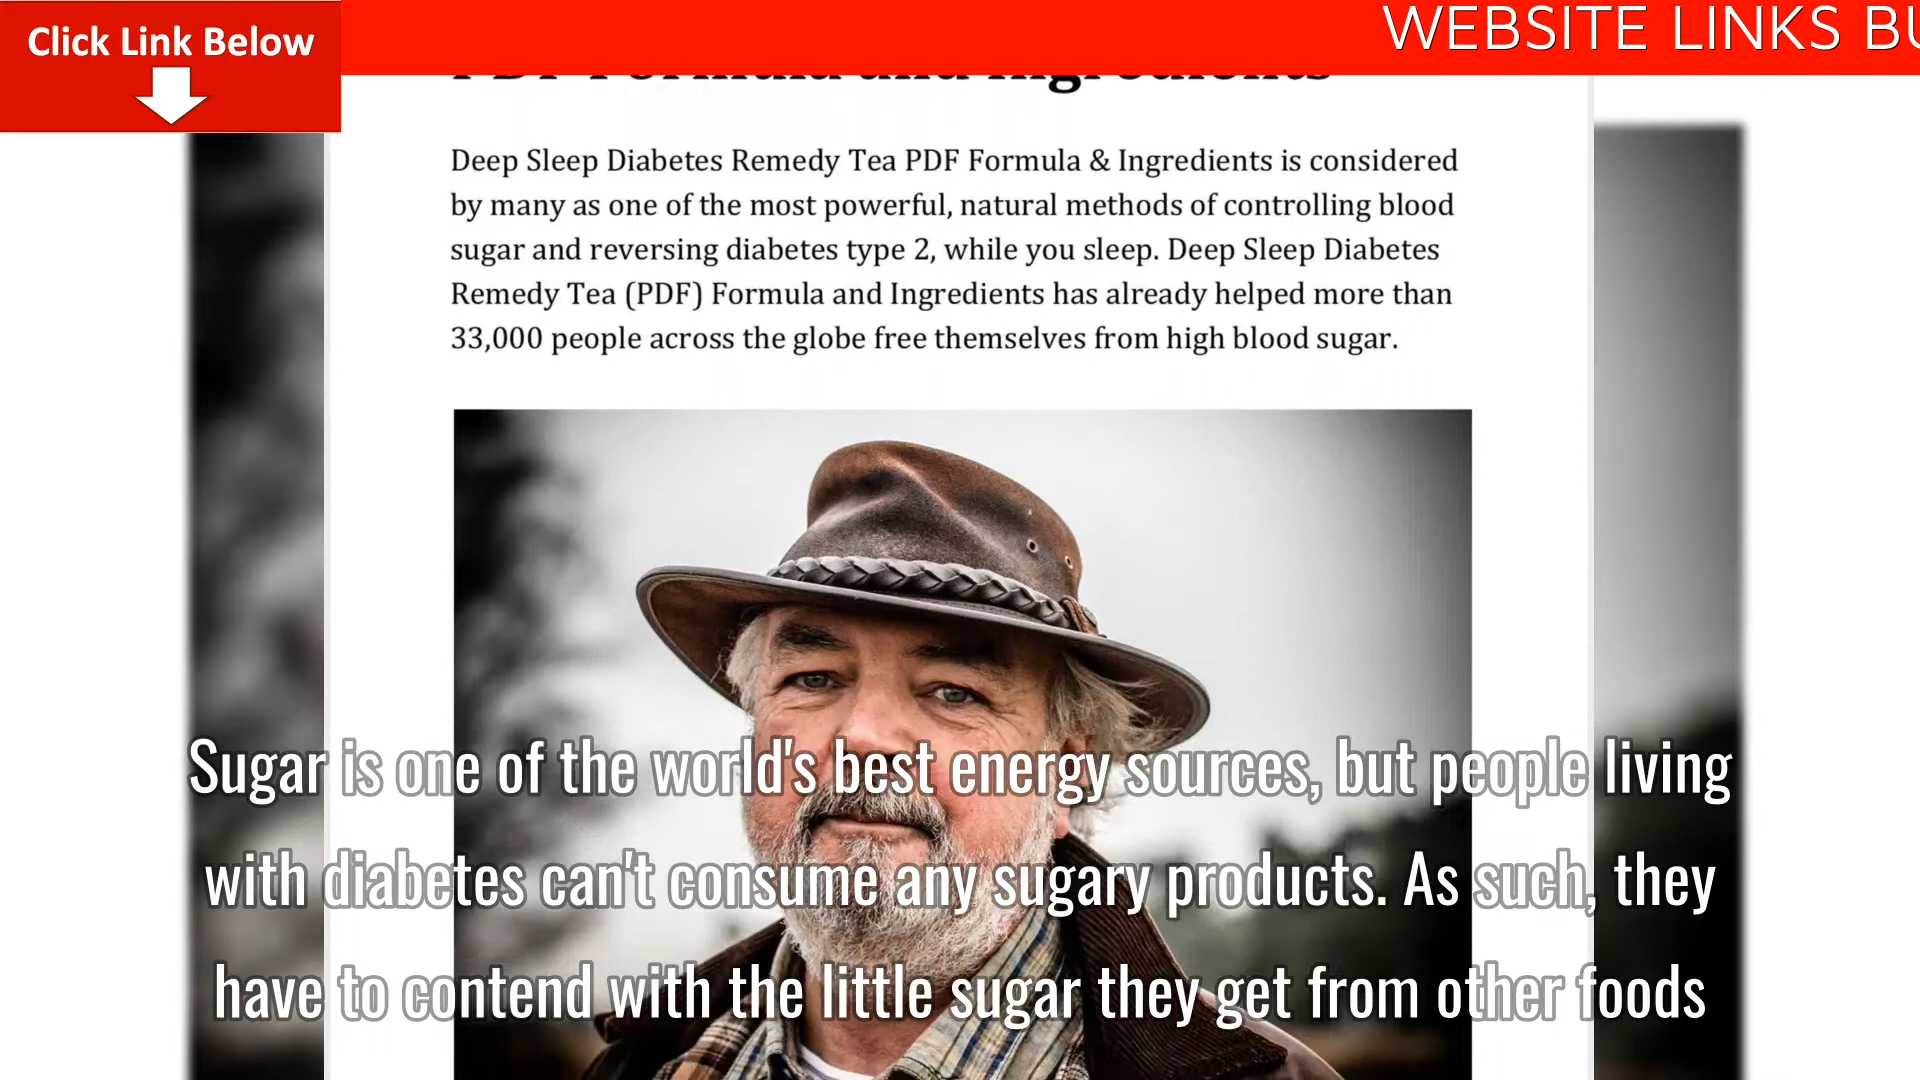 Click Link Below
WEBSITE LINKS
PDF Formula and Ingredients
Deep Sleep Diabetes Remedy Tea PDF Formula & Ingredients is considered
by many as one of the most powerful, natural methods of controlling blood
sugar and reversing diabetes type 2, while you sleep. Deep Sleep Diabetes
Remedy Tea (PDF) Formula and Ingredients has already helped more than
33,000 people across the globe free themselves from high blood sugar.
Sugar is one of the world's best energy sources, but people living
with diabetes can't consume any sugary products. As such, they
have to contend with the little sugar they get from other foods